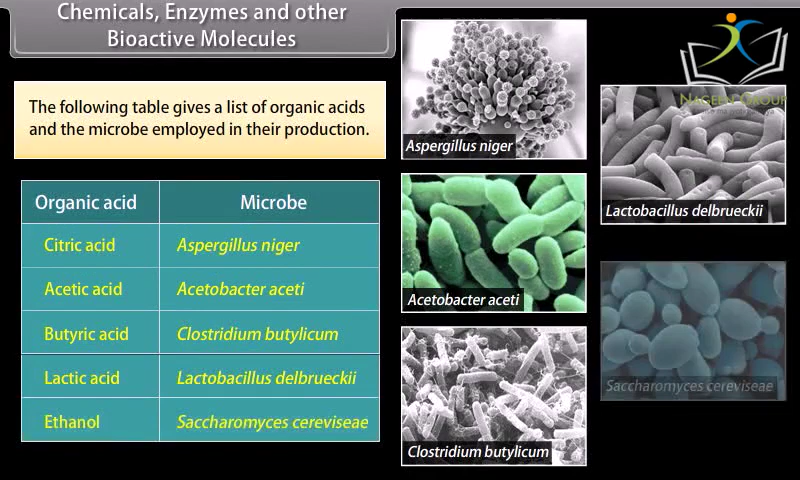 Chemicals, Enzymes and other
Bioactive Molecules
The following table gives a list of organic acids
and the microbe employed in their production.
Organic acid Microbe
Citric acid Aspergillus niger
Acetic acid Acetobacter aceti
Butyric acid Clostridium butylicum
Lactic acid Lactobacillus delbrueckii
Ethanol Saccharomyces cereviseae
Aspergillus niger
Acetobacter aceti
Clostridium butylicum
Nageen Group
Lactobacillus delbrueckii
Saccharomyces cereviseae